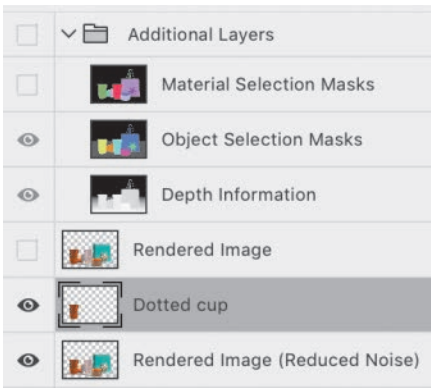 Additional Layers
Material Selection Masks
Object Selection Masks
Depth Information
Rendered Image
Dotted cup
Rendered Image (Reduced Noise)